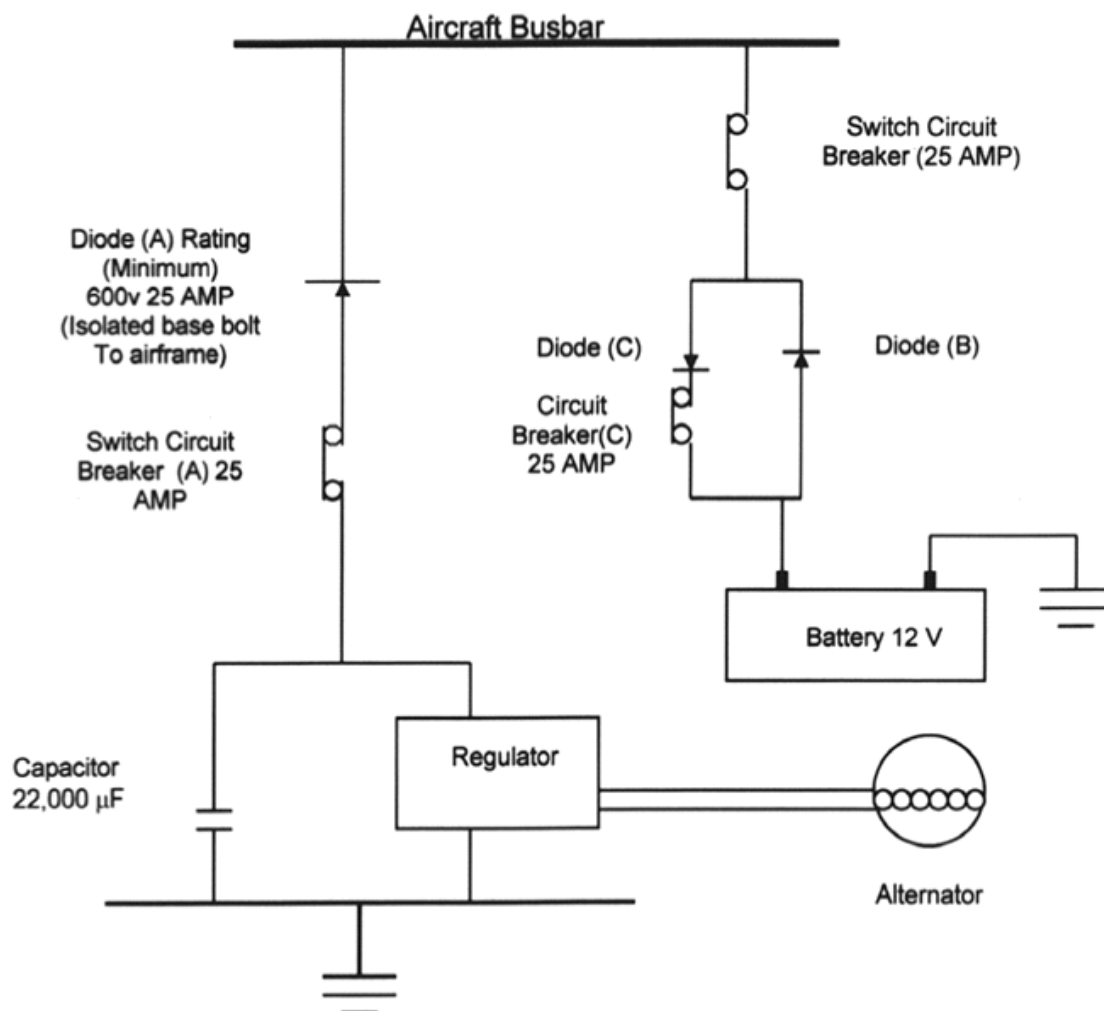 Aircraft Busbar
Switch Circuit
Breaker (25 AMP)
Diode (A) Rating
(Minimum)
600v 25 AMP
(Isolated base bolt
To airframe)
Diode (C)
Diode (B)
Circuit
Breaker(C)
25 AMP
Switch Circuit
Breaker (A) 25
AMP
Battery 12 V
Regulator
Capacitor
22,000 μF
Alternator